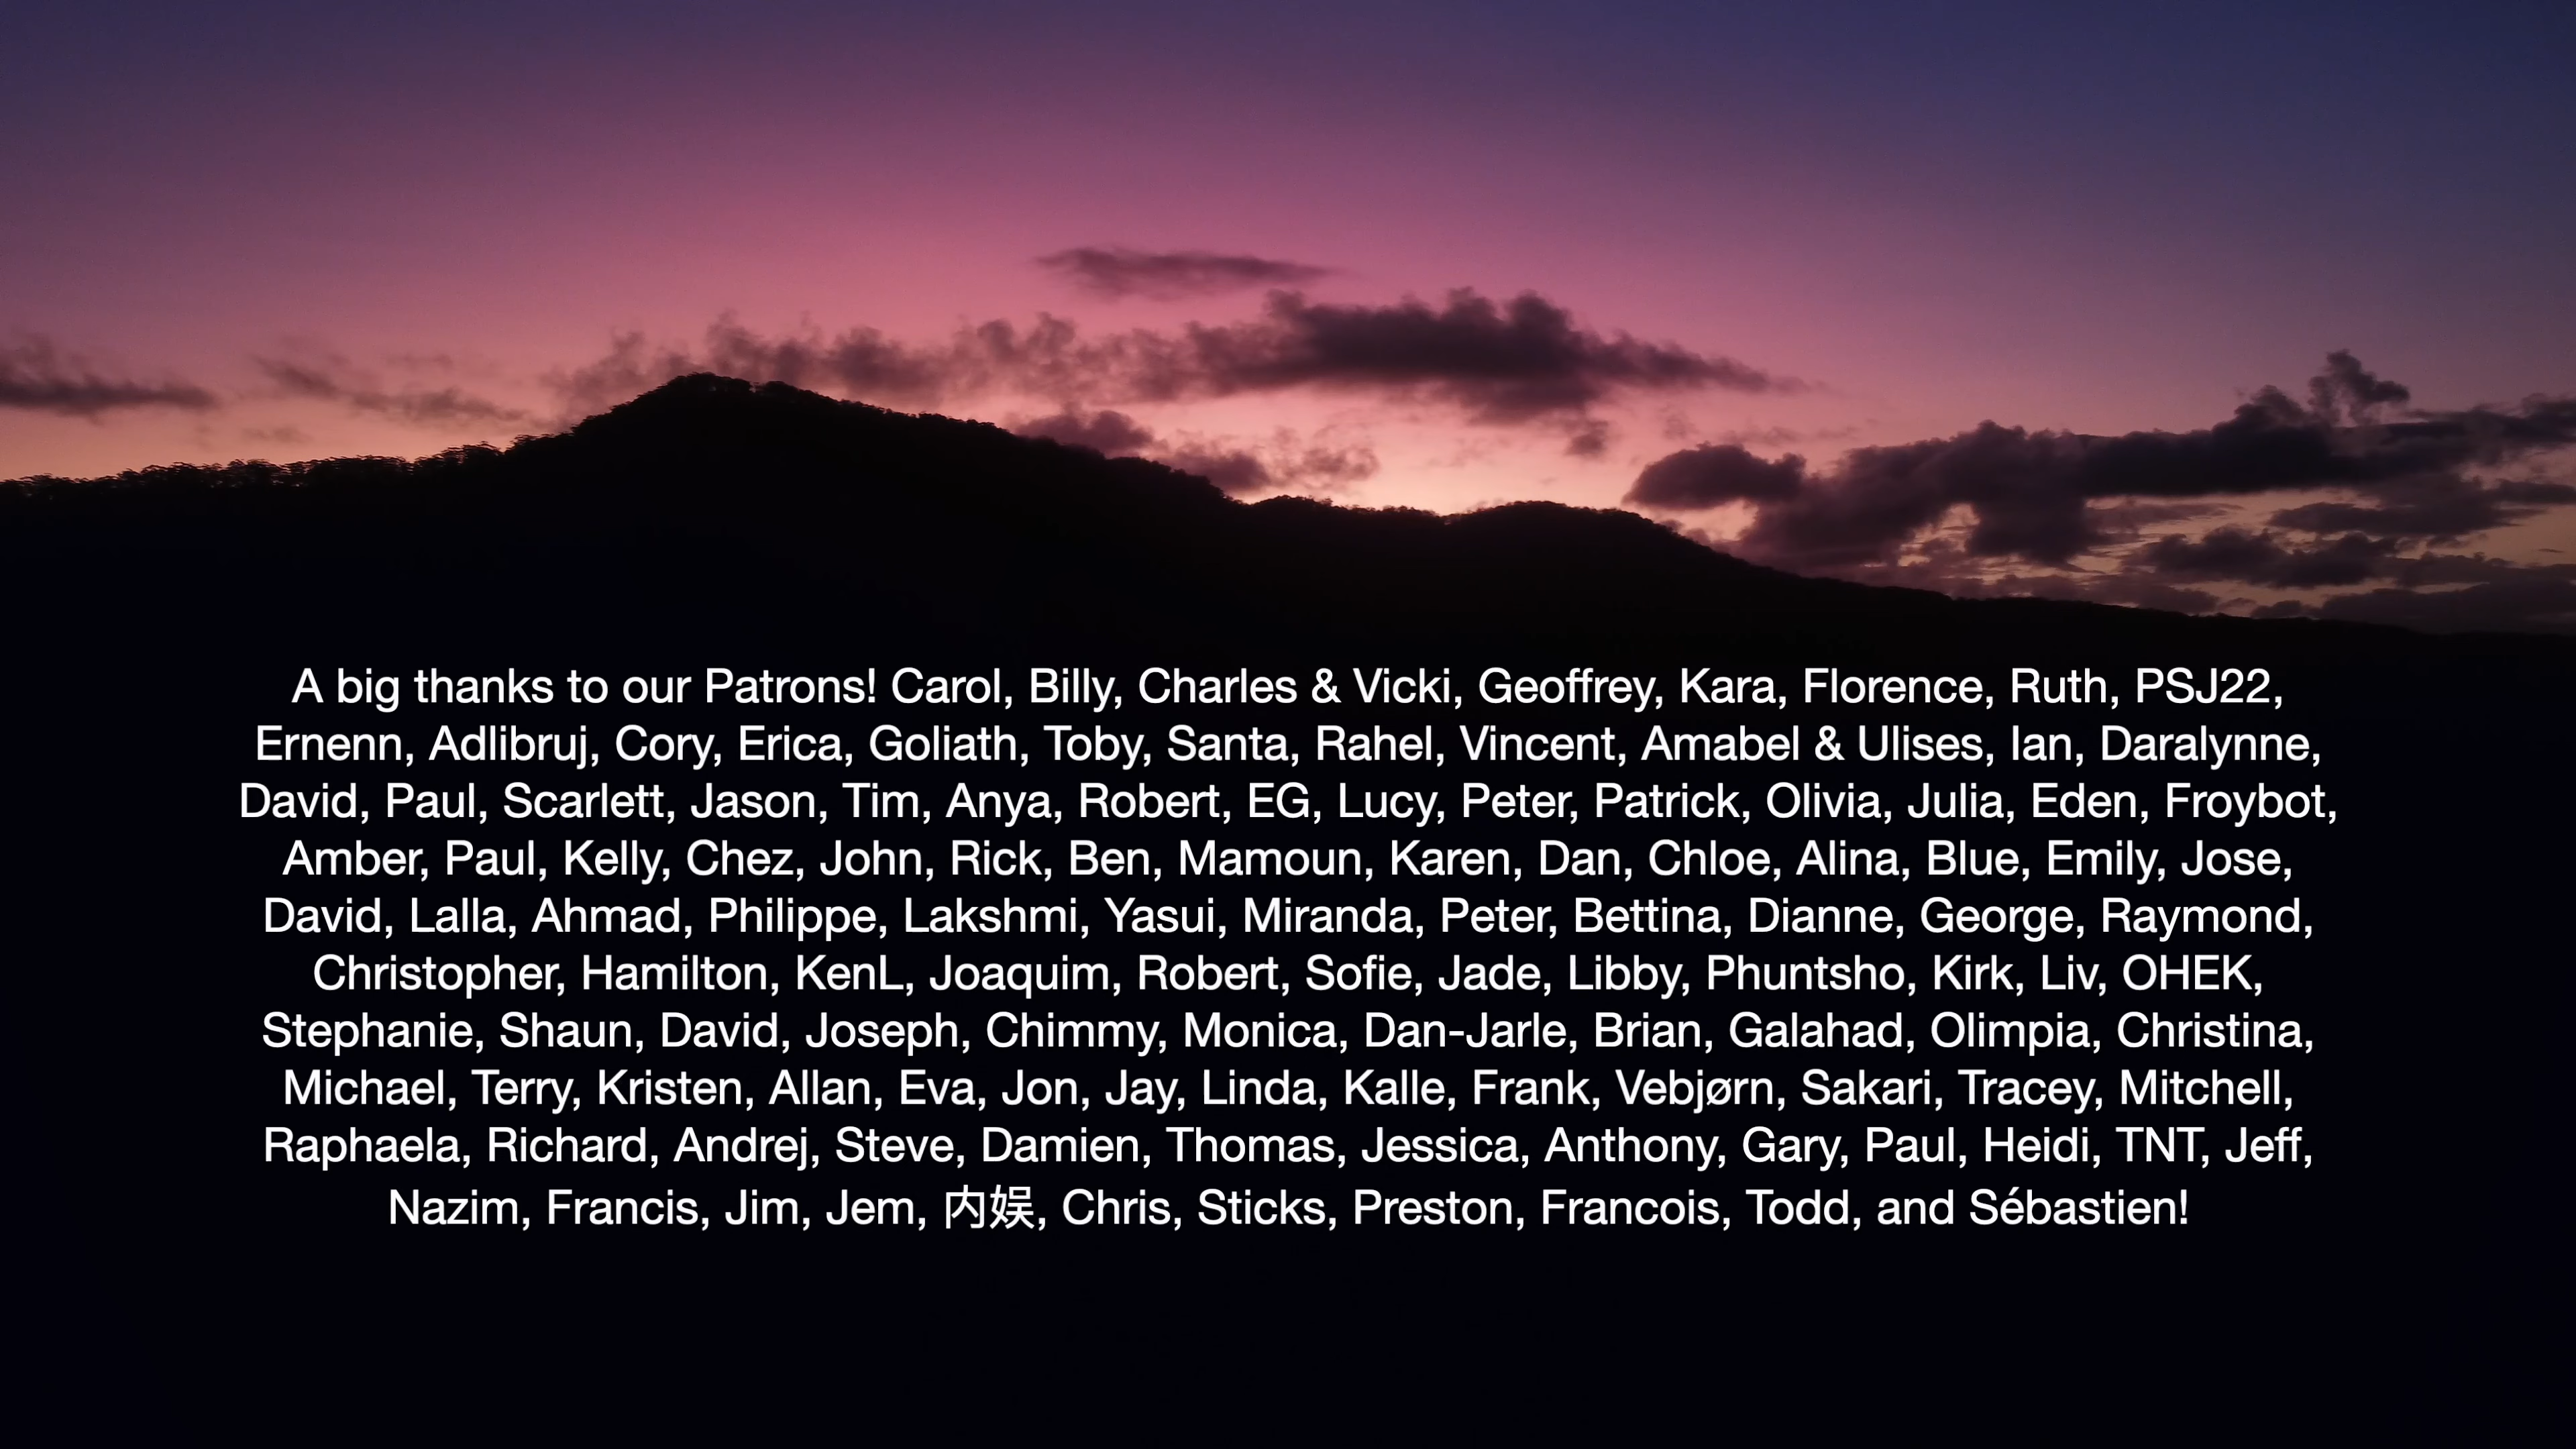 A big thanks to our Patrons! Carol, Billy, Charles & Vicki, Geoffrey, Kara, Florence, Ruth, PSJ22,
Ernenn, Adlibruj, Cory, Erica, Goliath, Toby, Santa, Rahel, Vincent, Amabel & Ulises, Ian, Daralynne,
David, Paul, Scarlett, Jason, Tim, Anya, Robert, EG, Lucy, Peter, Patrick, Olivia, Julia, Eden, Froybot,
Amber, Paul, Kelly, Chez, John, Rick, Ben, Mamoun, Karen, Dan, Chloe, Alina, Blue, Emily, Jose,
David, Lalla, Ahmad, Philippe, Lakshmi, Yasui, Miranda, Peter, Bettina, Dianne, George, Raymond,
Christopher, Hamilton, KenL, Joaquim, Robert, Sofie, Jade, Libby, Phuntsho, Kirk, Liv, OHEK,
Stephanie, Shaun, David, Joseph, Chimmy, Monica, Dan-Jarle, Brian, Galahad, Olimpia, Christina,
Michael, Terry, Kristen, Allan, Eva, Jon, Jay, Linda, Kalle, Frank, Vebjørn, Sakari, Tracey, Mitchell,
Raphaela, Richard, Andrej, Steve, Damien, Thomas, Jessica, Anthony, Gary, Paul, Heidi, TNT, Jeff,
Nazim, Francis, Jim, Jem, 内娱, Chris, Sticks, Preston, Francois, Todd, and Sébastien!